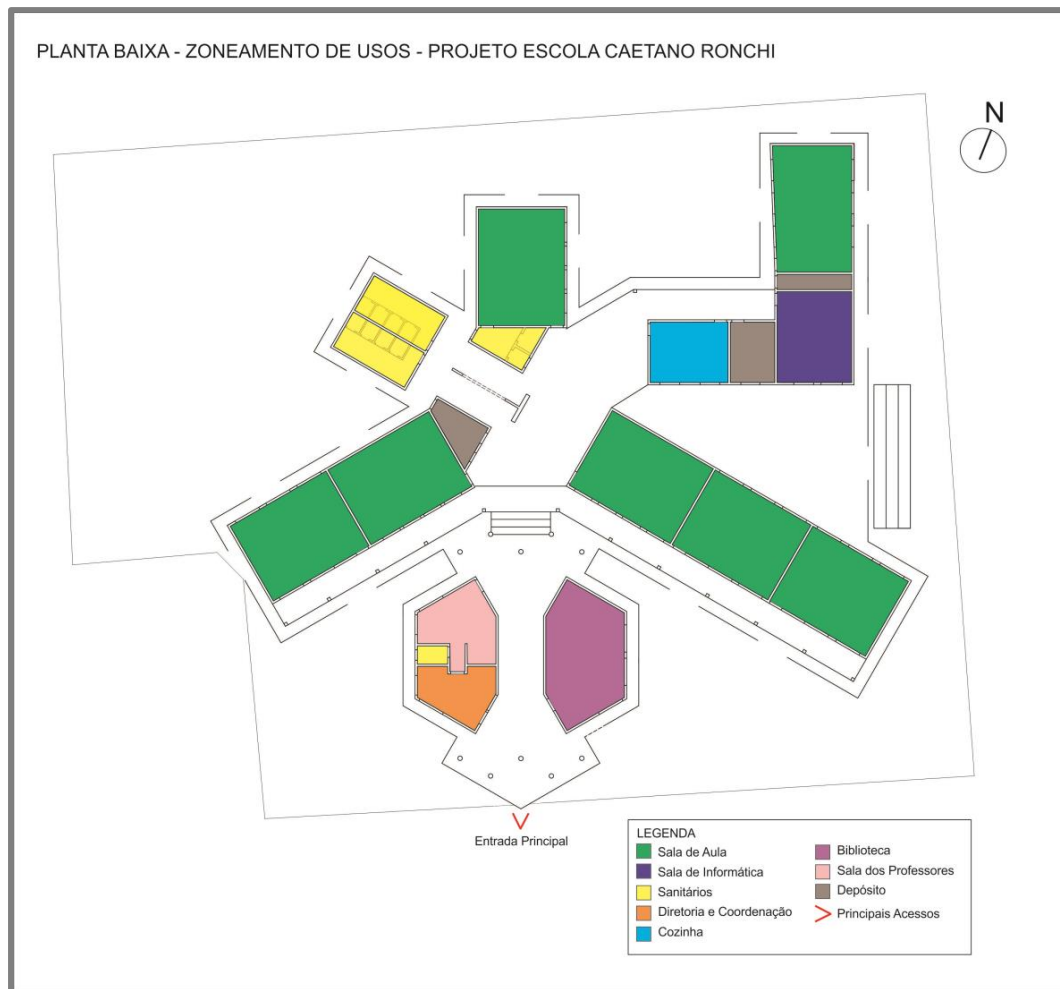 PLANTA BAIXA - ZONEAMENTO DE USOS - PROJETO ESCOLA CAETANO RONCHI
N
Entrada Principal
LEGENDA
Sala de Aula
Sala de Informática
Sanitários
Diretoria e Coordenação
Cozinha
Biblioteca
Sala dos Professores
Depósito
Principais Acessos